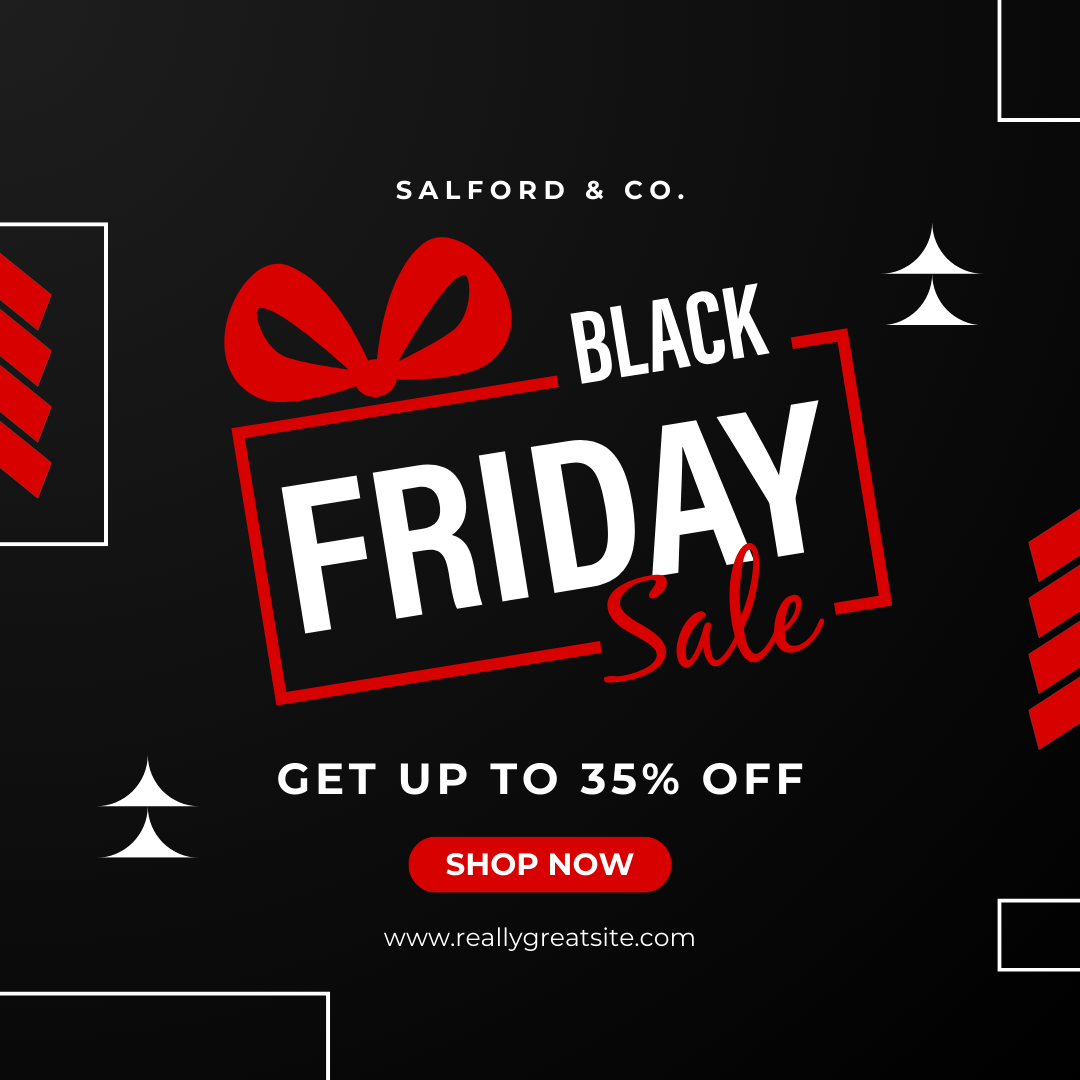 SALFORD & CO.
BLACK
FRIDAY
Sale
GET UP TO 35% OFF
SHOP NOW
www.reallygreatsite.com